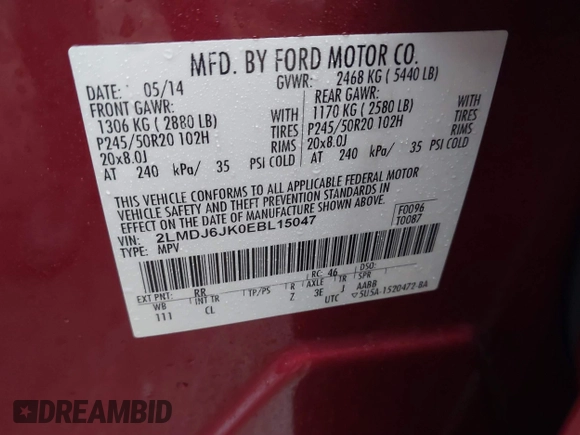 MFD. BY FORD MOTOR CO.
DATE: 05/14 GVWR: 2468 KG (5440 LB)
FRONT GAWR: REAR GAWR:
1306 KG (2880 LB) WITH 1170 KG (2580 LB) WITH
P245/50R20 102H TIRES P245/50R20 102H TIRES
20x8.0J RIMS 20x8.0J RIMS
AT 240 kPa/ 35 PSI COLD AT 240 kPa/ 35 PSI COLD
THIS VEHICLE CONFORMS TO ALL APPLICABLE FEDERAL MOTOR
VEHICLE SAFETY AND THEFT PREVENTION STANDARDS IN
EFFECT ON THE DATE OF MANUFACTURE SHOWN ABOVE.
VIN: 2LMDJ6JK0EBL15047 F0096
TYPE: MPV T0087
EXT PNT: RR RC: 46 DSO:
WB INT TR TP/PS R AXLE TR SPR
111 CL Z 3E J AABB
UTC 5U5A-1520472-BA
DREAMBID